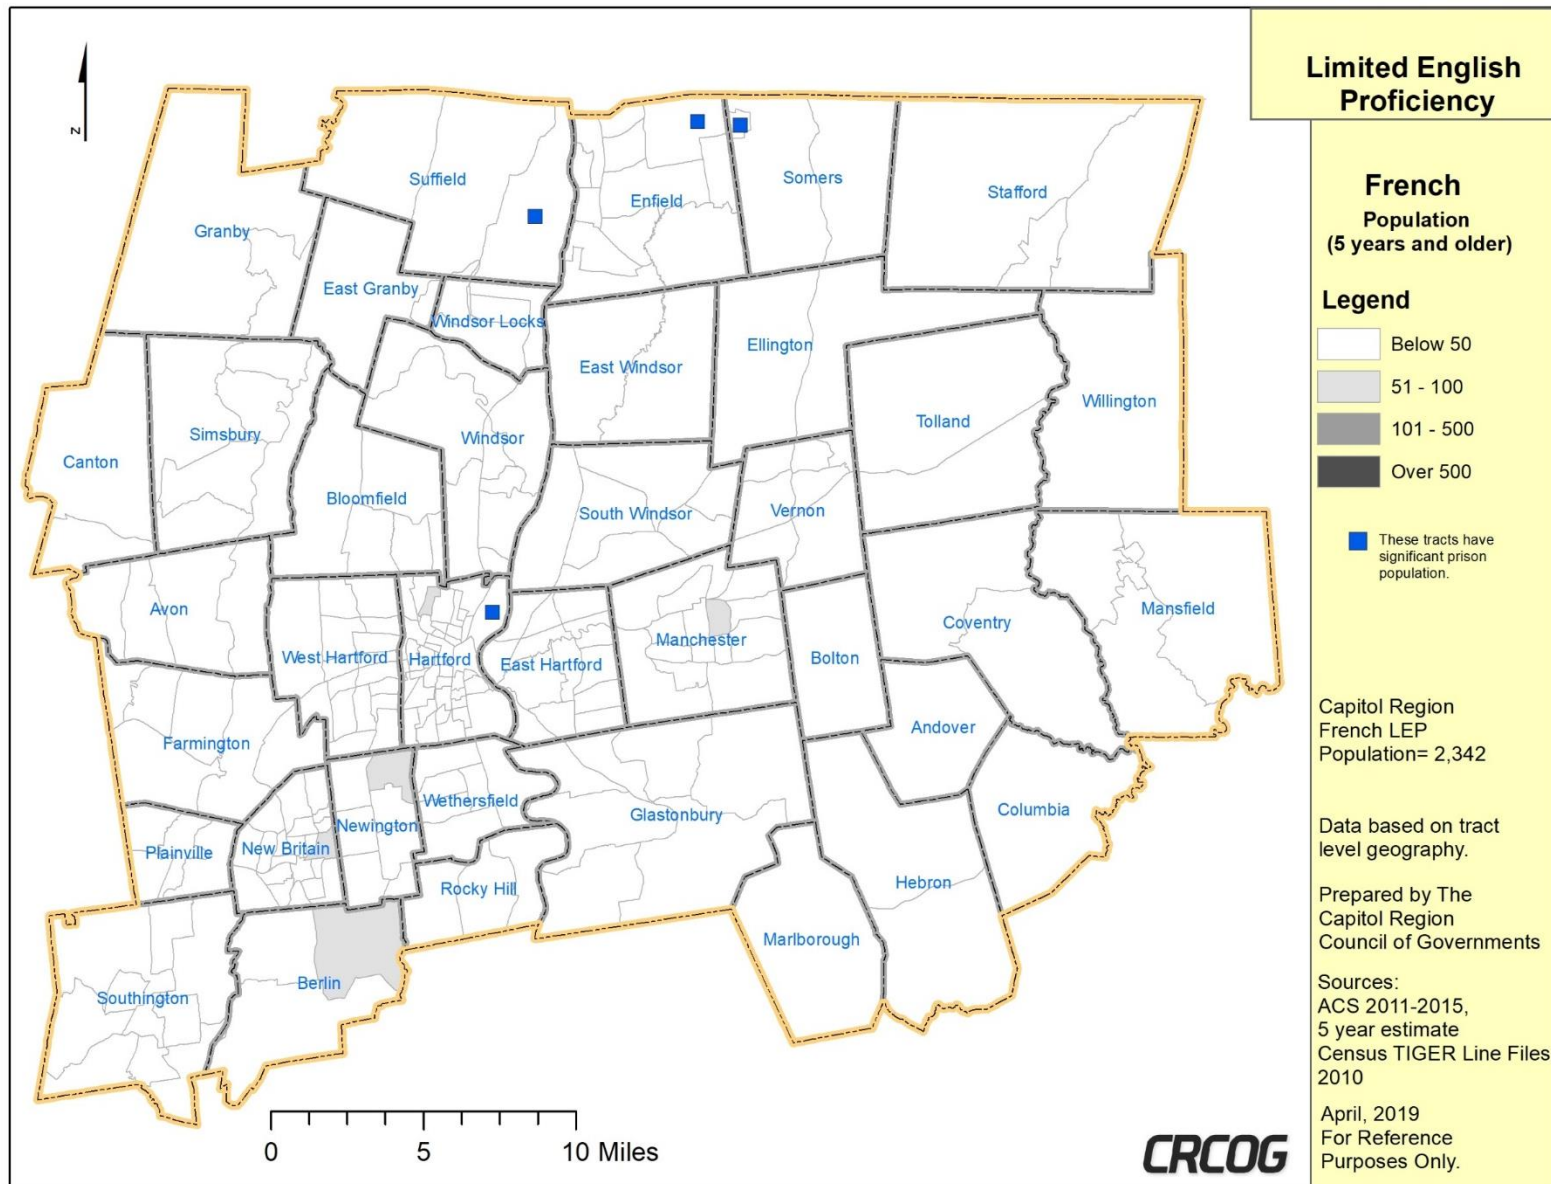 Limited English
Proficiency
French
Population
(5 years and older)
Legend
Below 50
51 - 100
101 - 500
Over 500
These tracts have
significant prison
population.
Capitol Region
French LEP
Population= 2,342
Data based on tract
level geography.
Prepared by The
Capitol Region
Council of Governments
Sources:
ACS 2011-2015,
5 year estimate
Census TIGER Line Files
2010
April, 2019
For Reference
Purposes Only.
z
Suffield
Enfield
Somers
Stafford
Granby
East Granby
Windsor Locks
East Windsor
Ellington
Tolland
Willington
Canton
Simsbury
Windsor
Bloomfield
South Windsor
Vernon
Avon
West Hartford
Hartford
East Hartford
Manchester
Bolton
Coventry
Mansfield
Farmington
Andover
Columbia
Plainville
New Britain
Newington
Wethersfield
Glastonbury
Rocky Hill
Hebron
Marlborough
Southington
Berlin
0 5 10 Miles
CRCOG